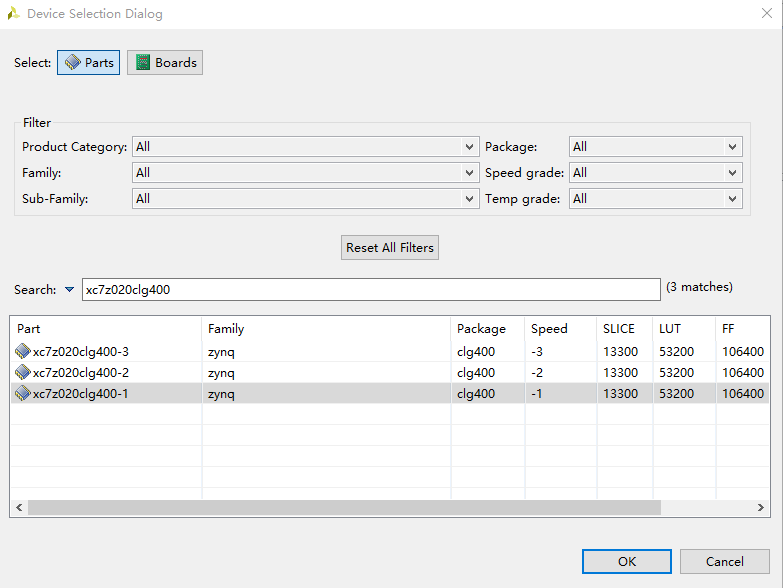 Device Selection Dialog
Select: Parts Boards
Filter
Product Category: All Package: All
Family: All Speed grade: All
Sub-Family: All Temp grade: All
Reset All Filters
Search: xc7z020clg400 (3 matches)
Part Family Package Speed SLICE LUT FF
xc7z020clg400-3 zynq clg400 -3 13300 53200 106400
xc7z020clg400-2 zynq clg400 -2 13300 53200 106400
xc7z020clg400-1 zynq clg400 -1 13300 53200 106400
OK Cancel